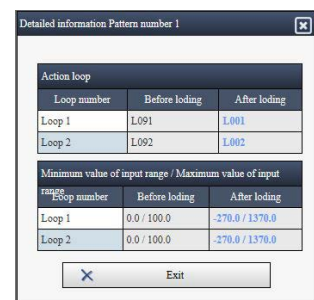 Detailed information Pattern number 1
Action loop
Loop number Before loding After loding
Loop 1 L091 L001
Loop 2 L092 L002
Minimum value of input range / Maximum value of input
range
Loop number Before loding After loding
Loop 1 0.0 / 100.0 -270.0 / 1370.0
Loop 2 0.0 / 100.0 -270.0 / 1370.0
Exit